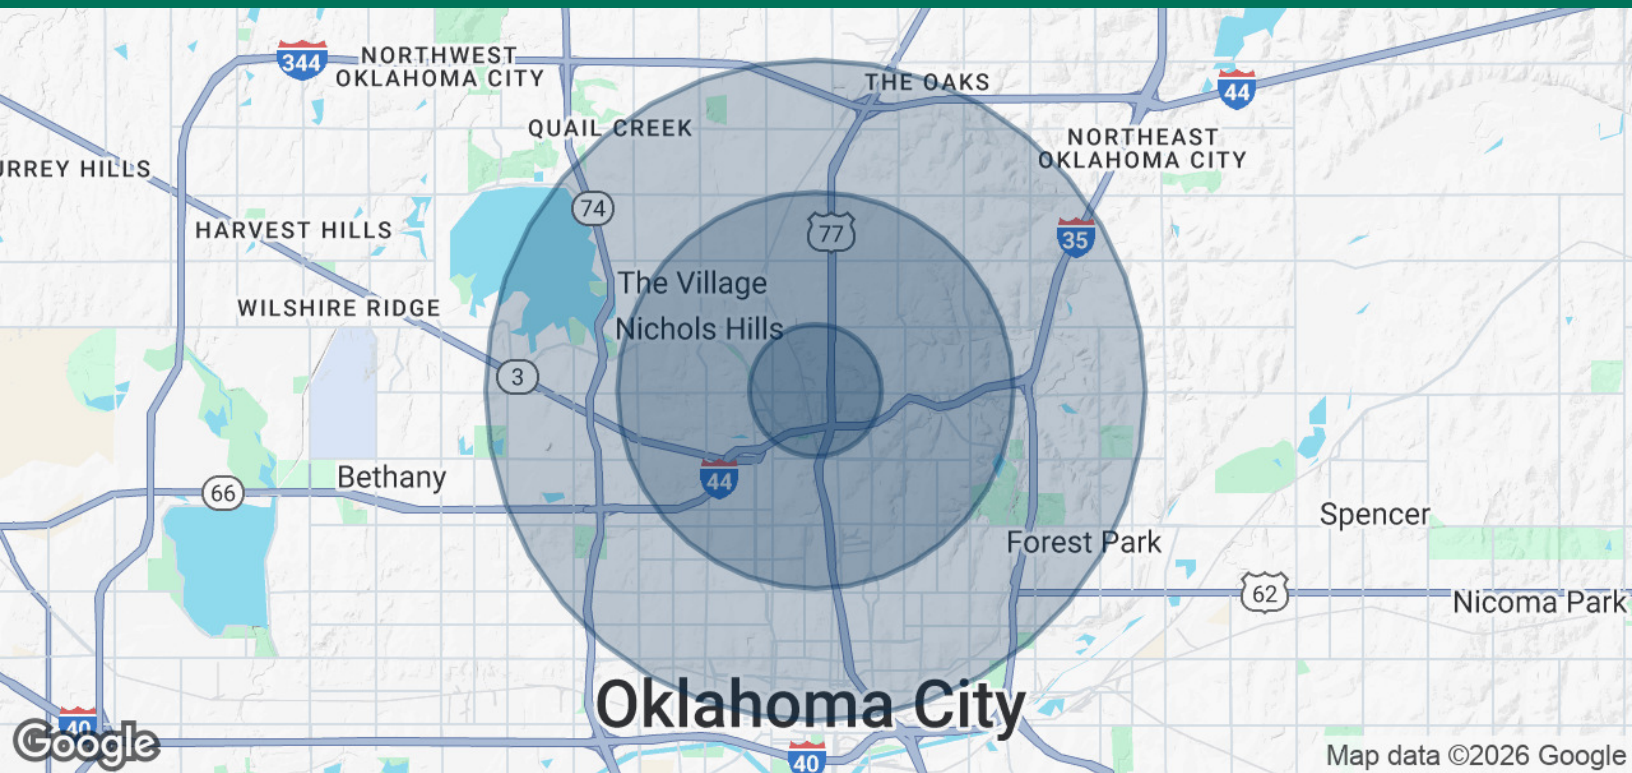 344
NORTHWEST
OKLAHOMA CITY
THE OAKS
44
QUAIL CREEK
NORTHEAST
OKLAHOMA CITY
URREY HILLS
74
HARVEST HILLS
77
35
The Village
WILSHIRE RIDGE
Nichols Hills
3
Bethany
44
66
Spencer
Forest Park
62
Nicoma Park
Oklahoma City
40
Google
40
Map data ©2026 Google